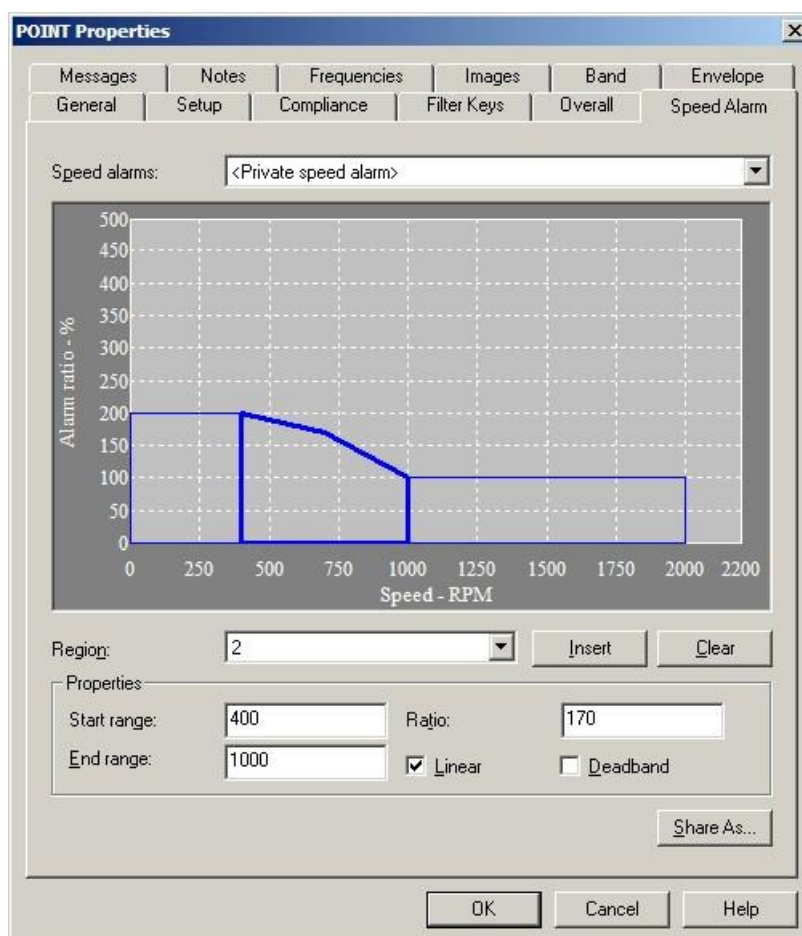 POINT Properties
Messages Notes Frequencies Images Band Envelope
General Setup Compliance Filter Keys Overall Speed Alarm
Speed alarms: <Private speed alarm>
500
450
400
350
300
250
200
150
100
50
0
Alarm ratio - %
0 250 500 750 1000 1250 1500 1750 2000 2200
Speed - RPM
Region: 2 Insert Clear
Properties
Start range: 400 Ratio: 170
End range: 1000 Linear Deadband
Share As...
OK Cancel Help